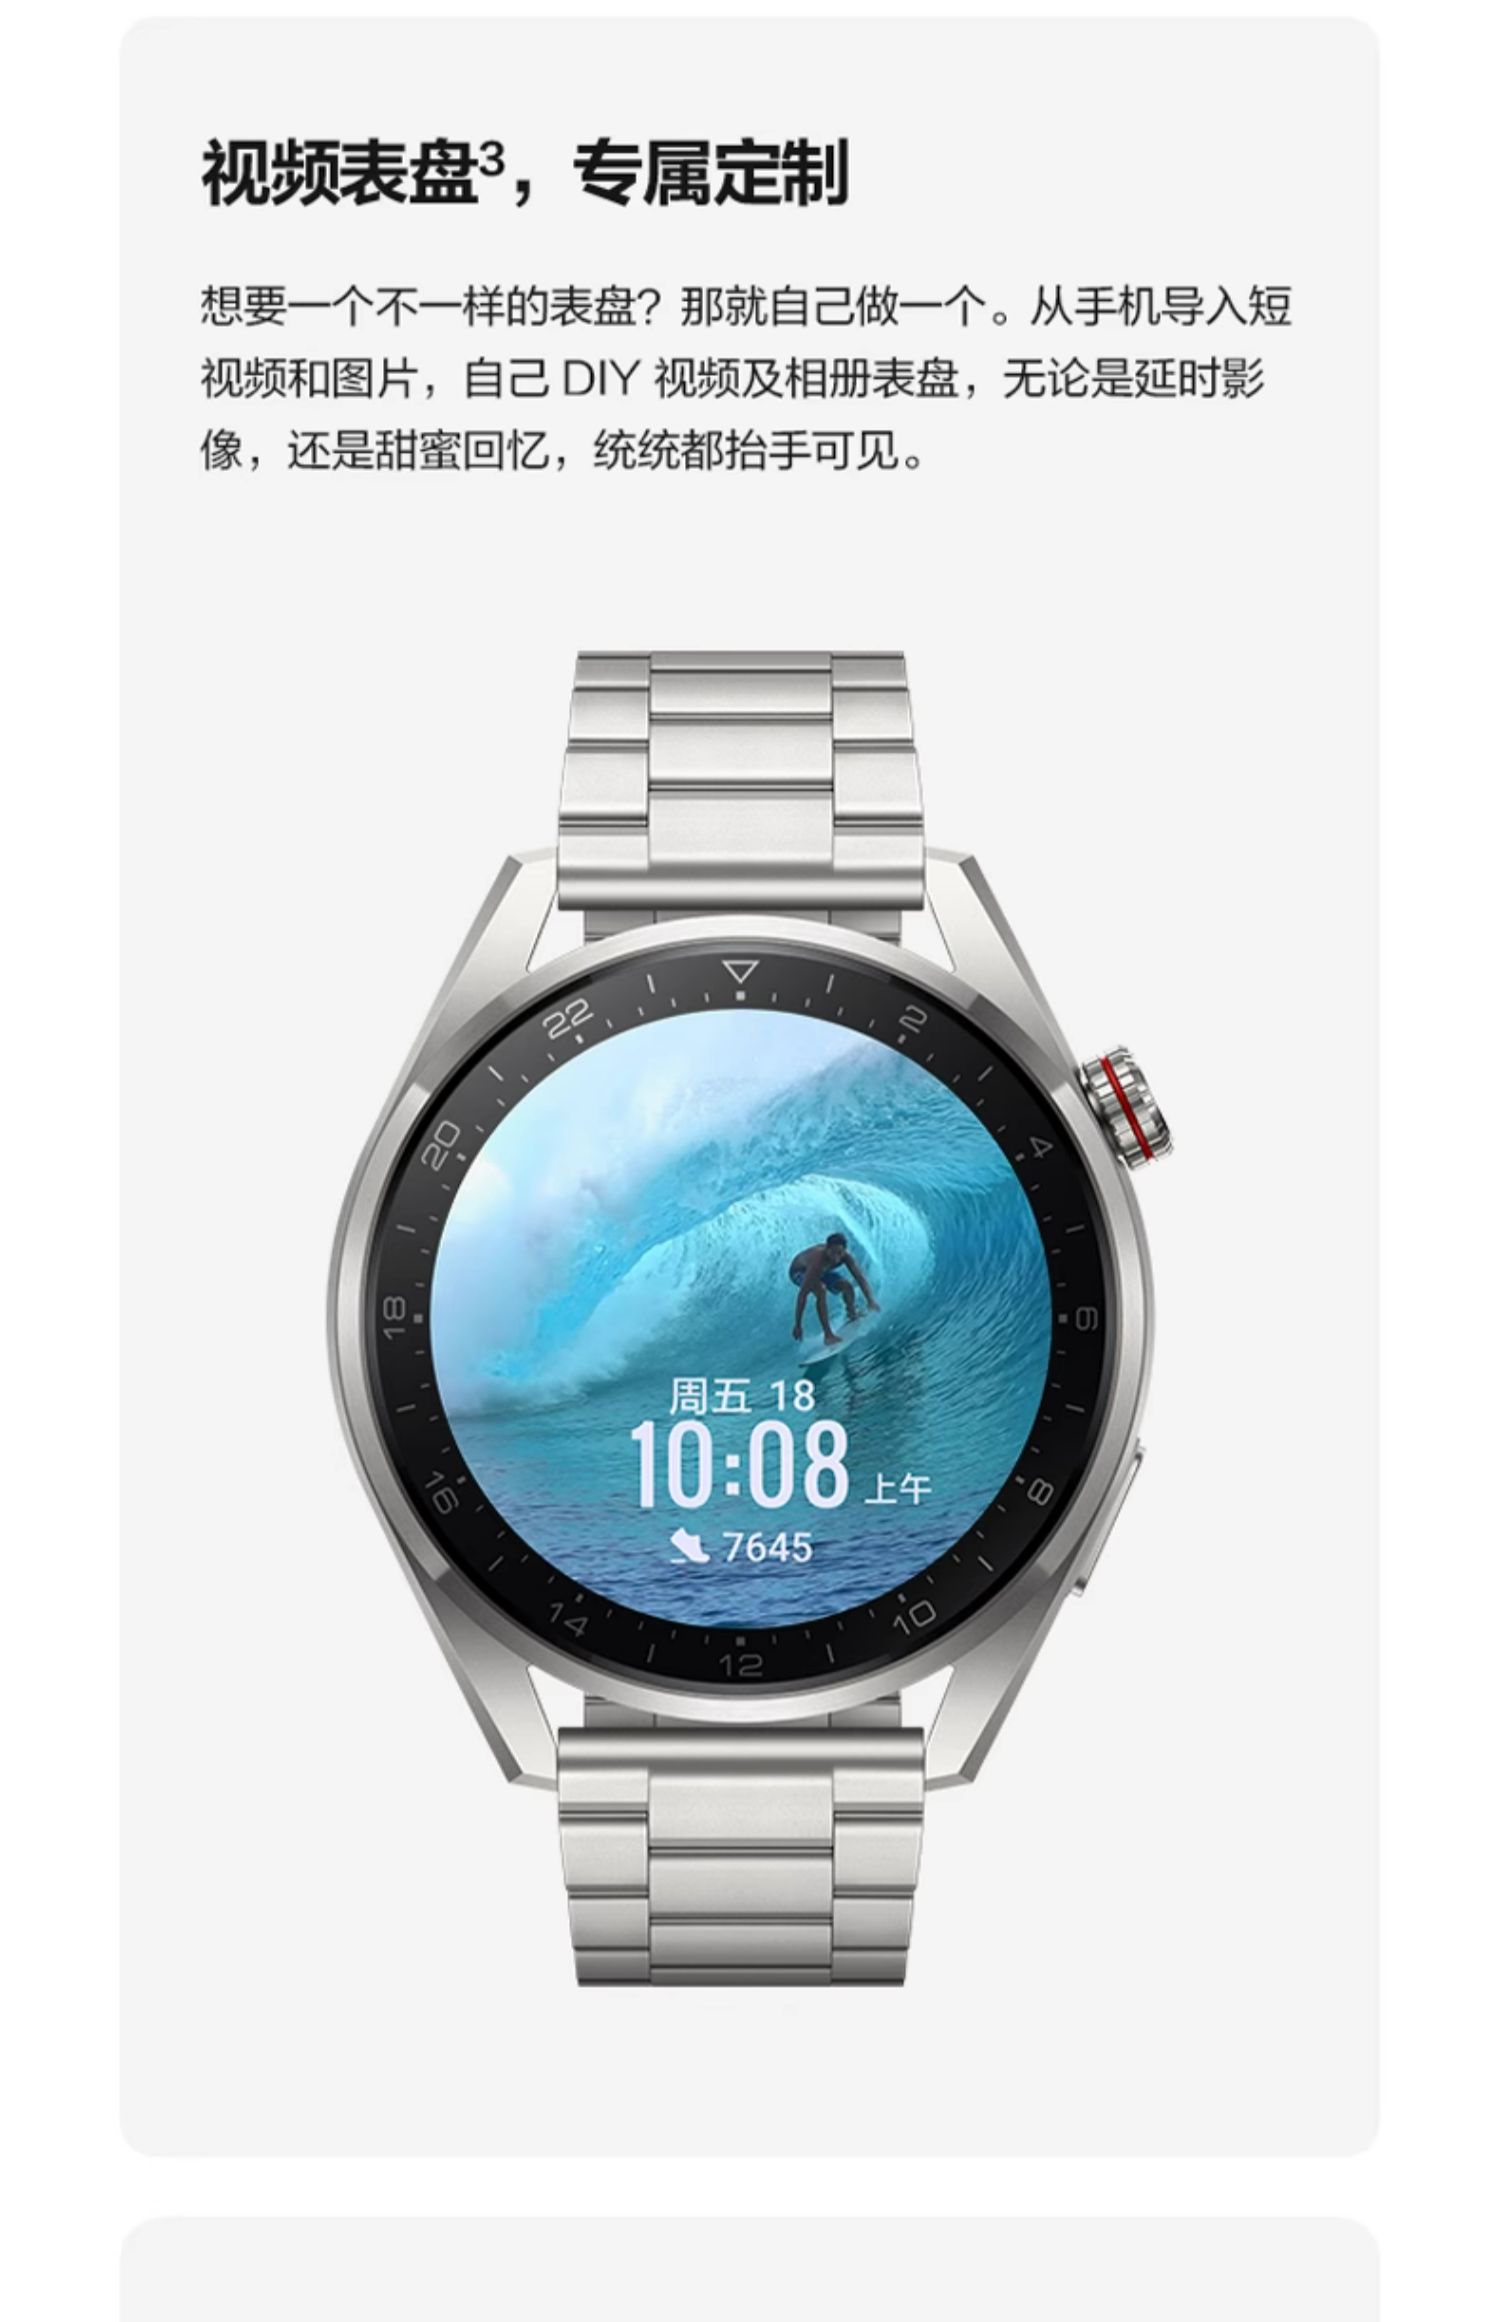 视频表盘³，专属定制
想要一个不一样的表盘？那就自己做一个。从手机导入短
视频和图片，自己 DIY 视频及相册表盘，无论是延时影
像，还是甜蜜回忆，统统都抬手可见。
22
2
20
4
18
6
周五 18
10:08 上午
16
8
7645
14
10
12